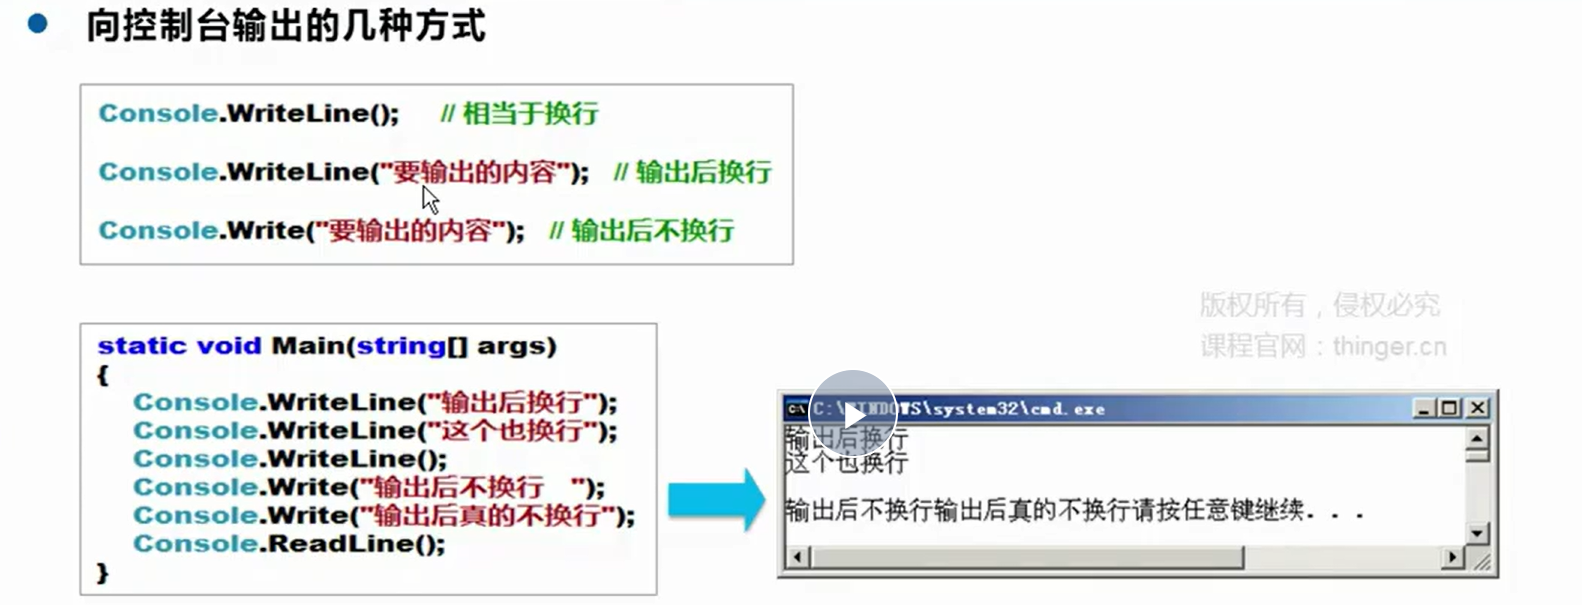 向控制台输出的几种方式
Console.WriteLine();    // 相当于换行
Console.WriteLine("要输出的内容");  // 输出后换行
Console.Write("要输出的内容");  // 输出后不换行
版权所有，侵权必究
课程官网：thinger.cn
static void Main(string[] args)
{
Console.WriteLine("输出后换行");
Console.WriteLine("这个也换行");
Console.WriteLine();
Console.Write("输出后不换行  ");
Console.Write("输出后真的不换行");
Console.ReadLine();
}
C:\WINDOWS\system32\cmd.exe
输出后换行
这个也换行
输出后不换行输出后真的不换行请按任意键继续. . .